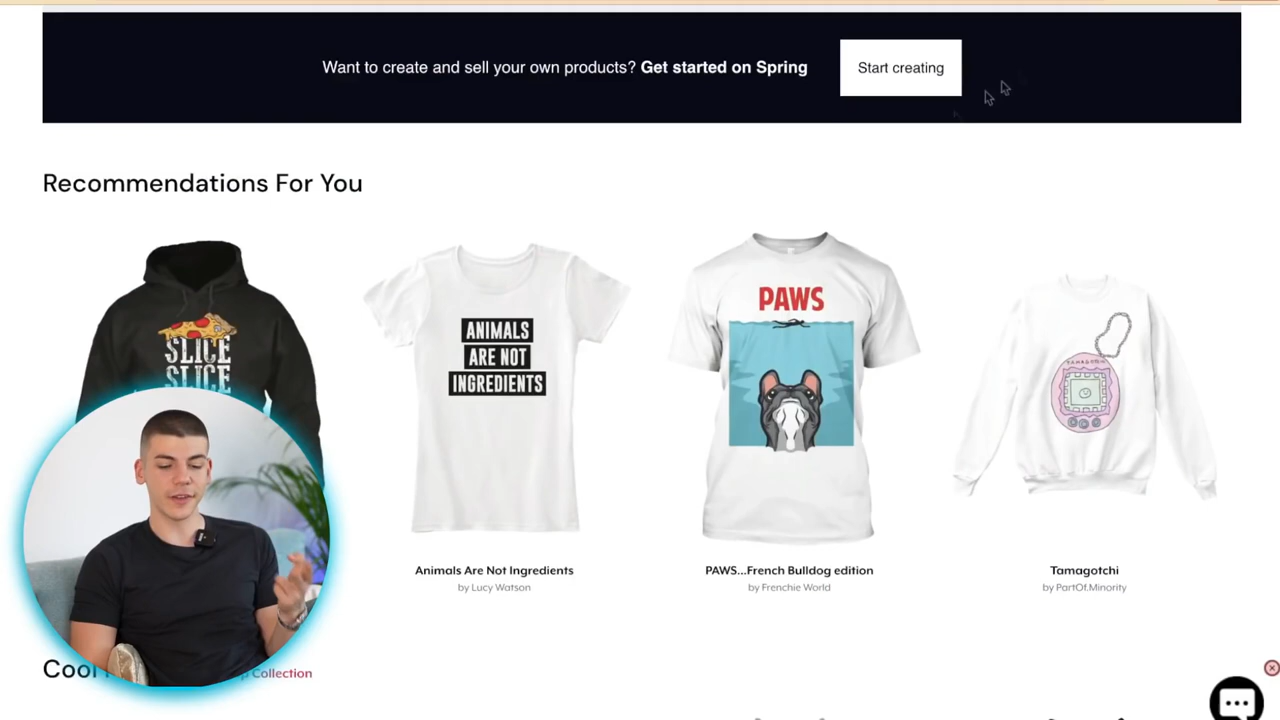 Want to create and sell your own products? Get started on Spring
Start creating
Recommendations For You
SLICE
SLICE
ANIMALS
ARE NOT
INGREDIENTS
PAWS
TAMAGOTCHI
Animals Are Not Ingredients
by Lucy Watson
PAWS...French Bulldog edition
by Frenchie World
Tamagotchi
by PartOf.Minority
Cool
Collection